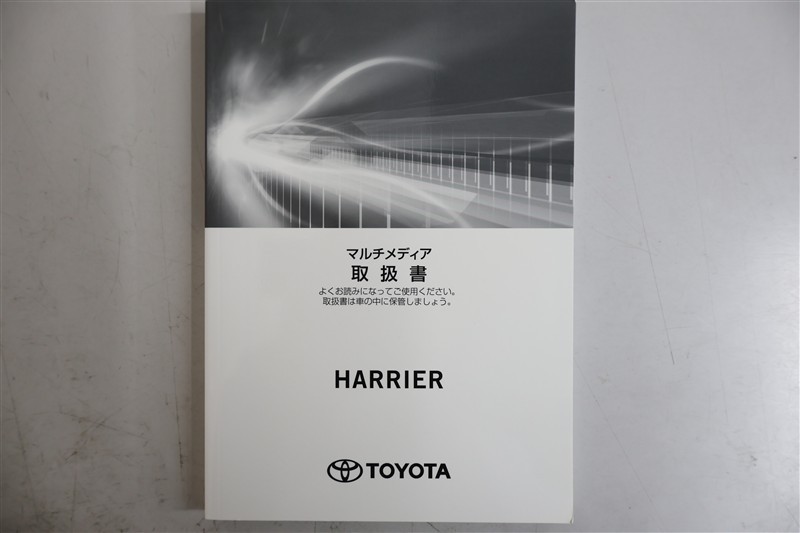 マルチメディア
取扱書
よくお読みになってご使用ください。
取扱書は車の中に保管しましょう。
HARRIER
TOYOTA